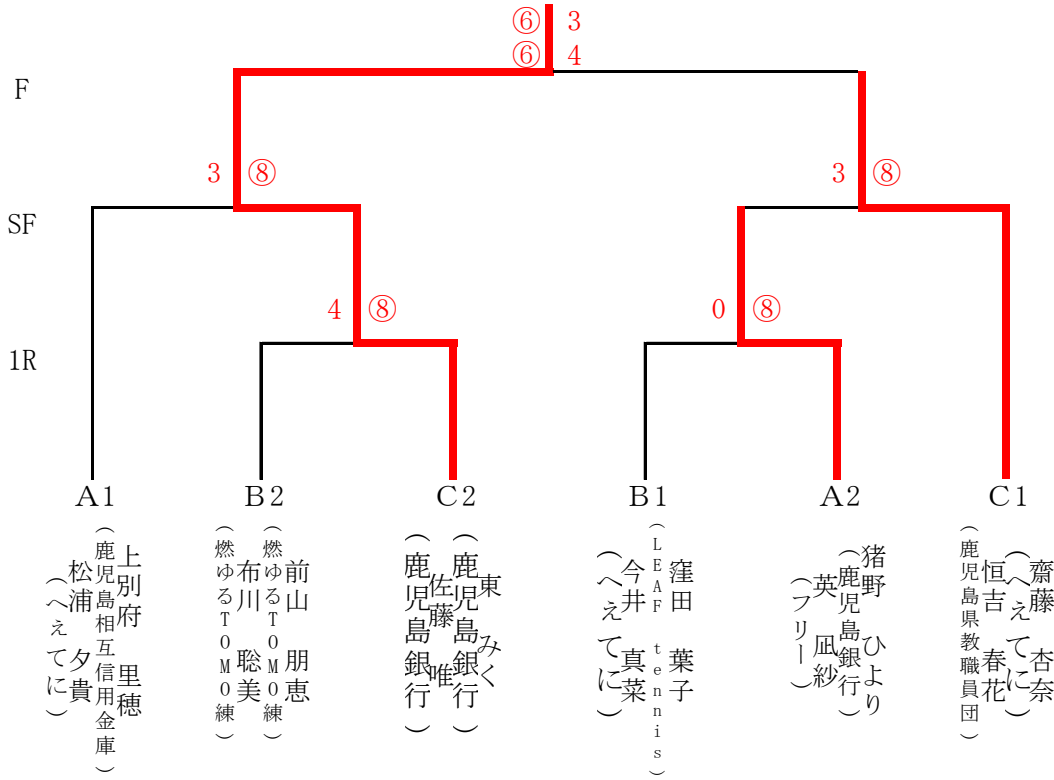 ⑥ 3
⑥ 4
F
3 ⑧
3 ⑧
SF
4 ⑧
0 ⑧
1R
A1
B2
C2
B1
A2
C1
上別府 里穂
(鹿児島相互信用金庫)
松浦 夕貴
(へぇてに)
前山 朋恵
(燃ゆるTOMO練)
布川 聡美
(燃ゆるTOMO練)
東 みく
(鹿児島銀行)
佐藤 唯
(鹿児島銀行)
窪田 葉子
(LEAF tennis)
今井 真菜
(へぇてに)
猪野 ひより
(鹿児島銀行)
英 凪紗
(フリー)
齋藤 杏奈
(へぇてに)
恒吉 春花
(鹿児島県教職員団)